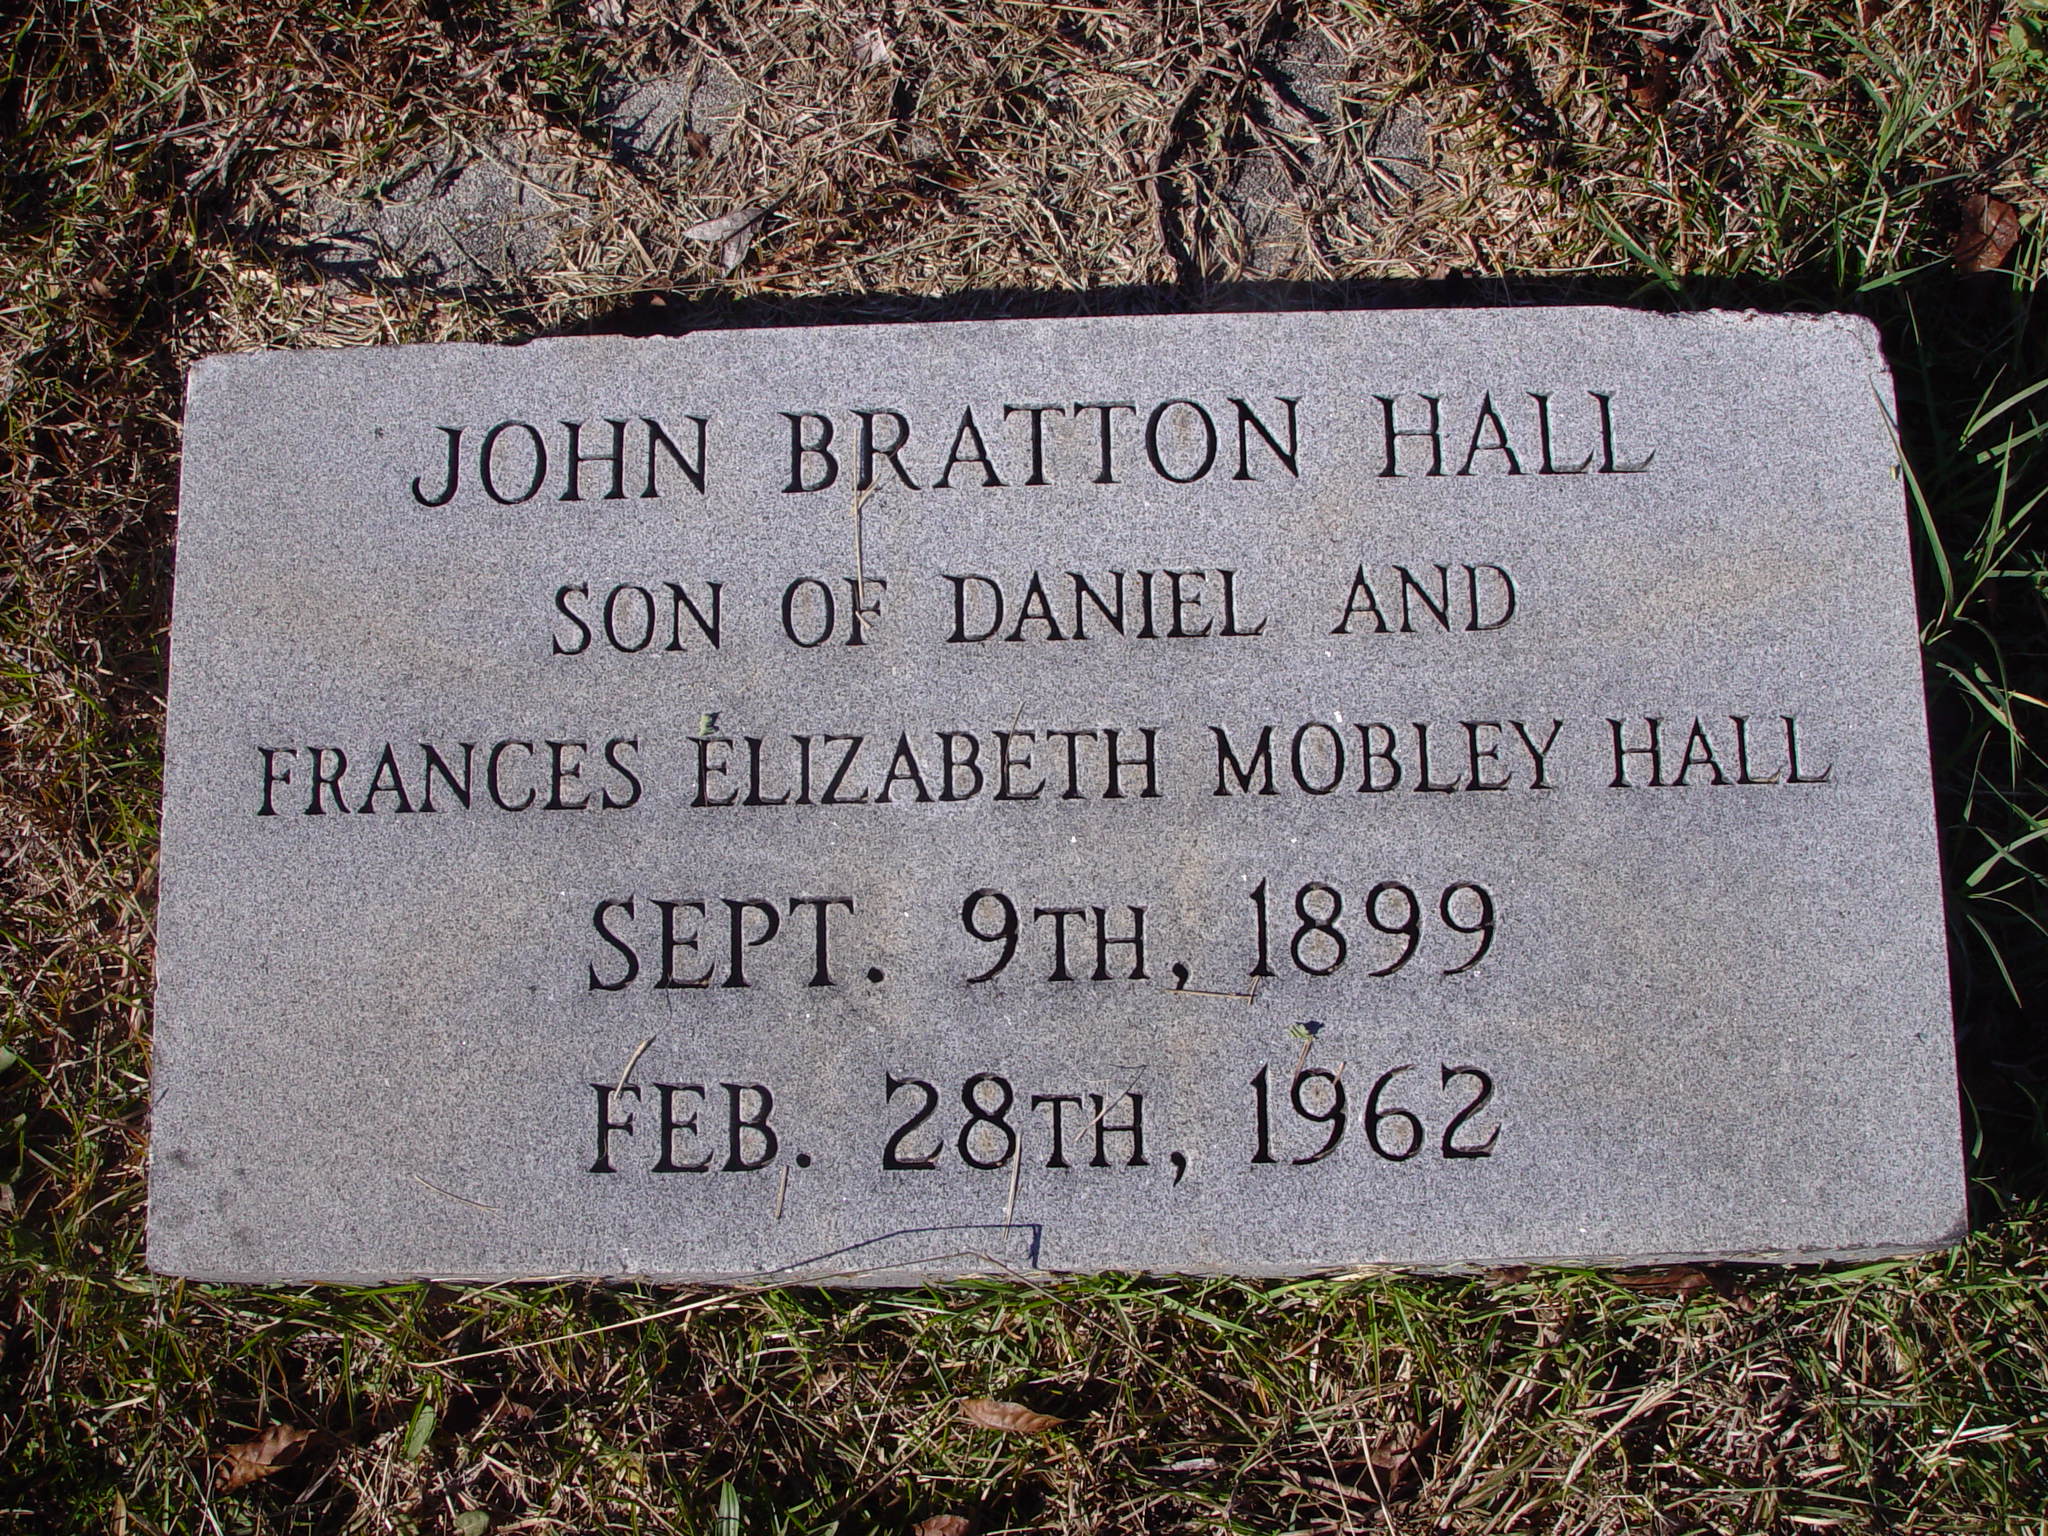 JOHN BRATTON HALL
SON OF DANIEL AND
FRANCES ELIZABETH MOBLEY HALL
SEPT. 9TH, 1899
FEB. 28TH, 1962